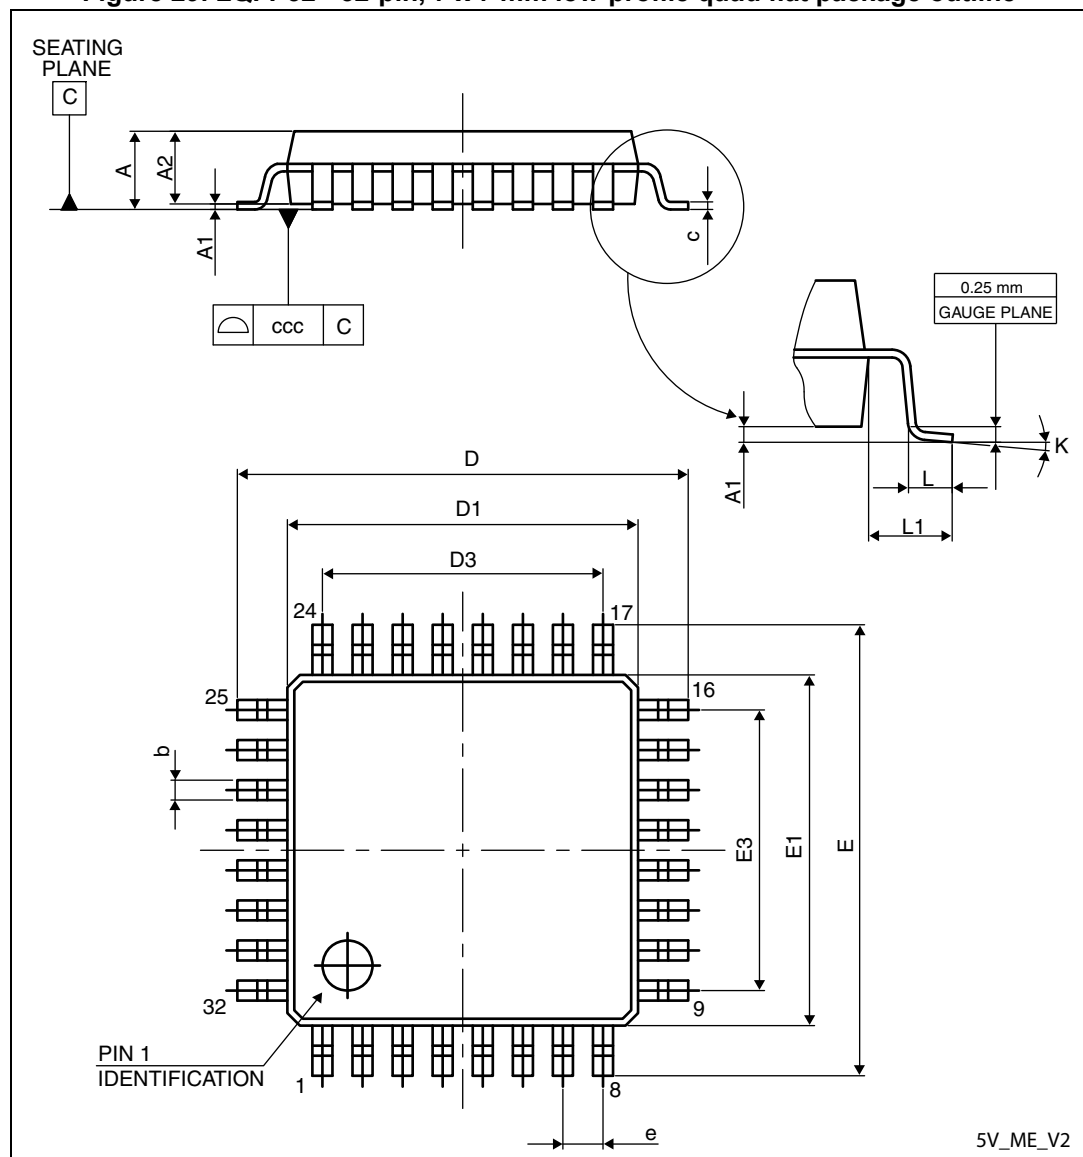 SEATING
PLANE
C
A
A2
A1
c
ccc
C
0.25 mm
GAUGE PLANE
K
A1
L
L1
D
D1
D3
24
17
25
16
b
E3
E1
E
32
9
PIN 1
IDENTIFICATION
1
8
e
5V_ME_V2